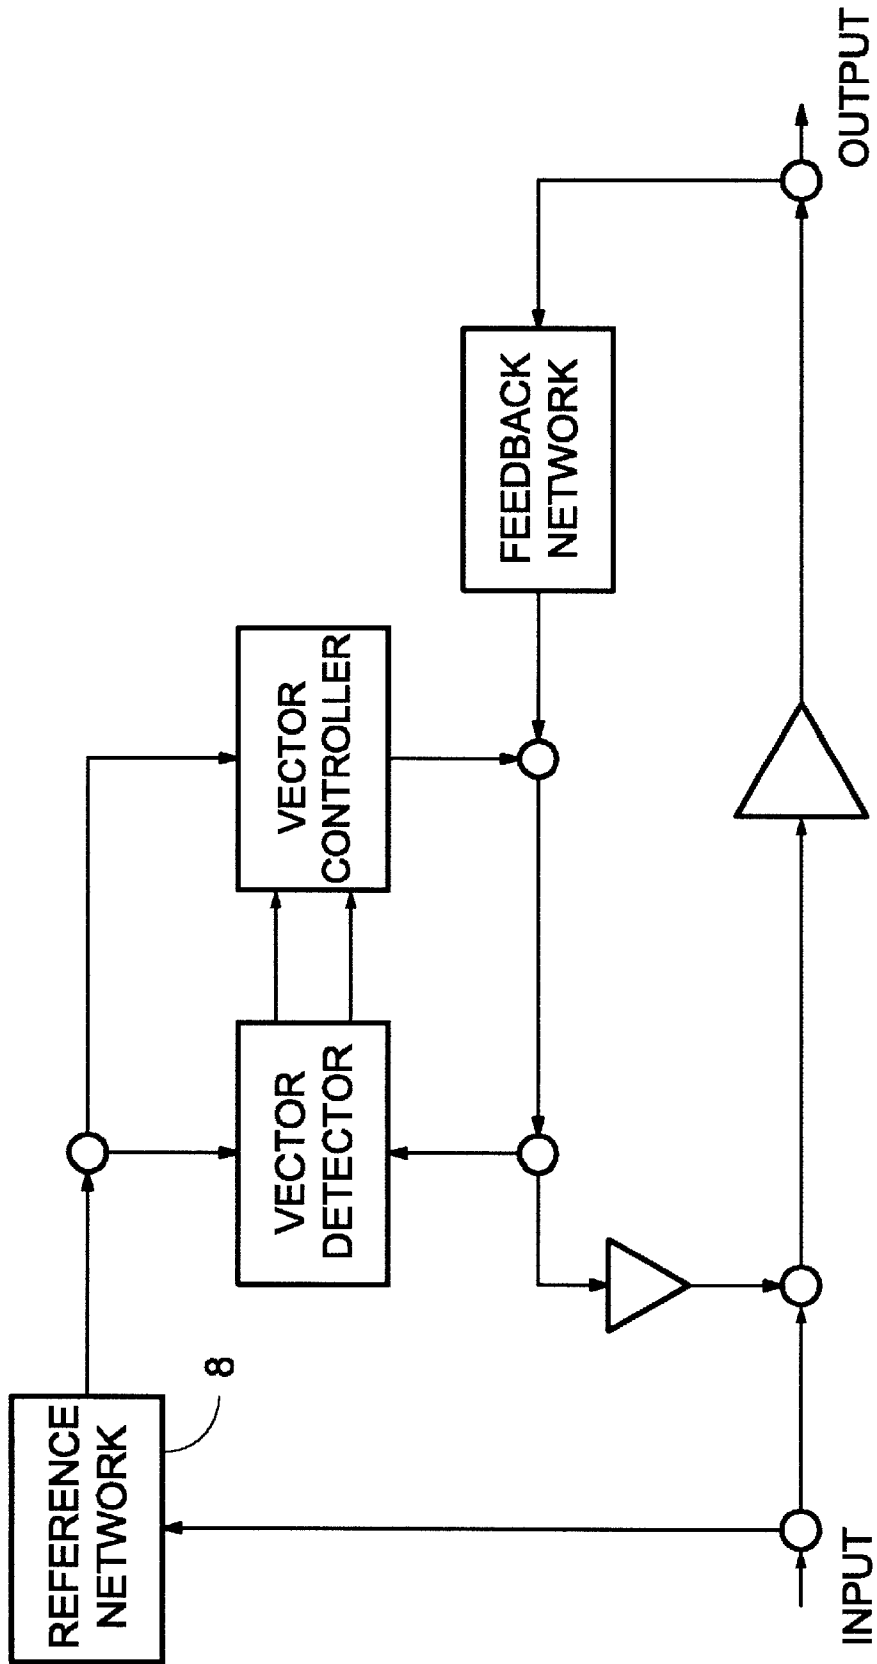 REFERENCE
NETWORK
8
VECTOR
DETECTOR
VECTOR
CONTROLLER
FEEDBACK
NETWORK
INPUT
OUTPUT